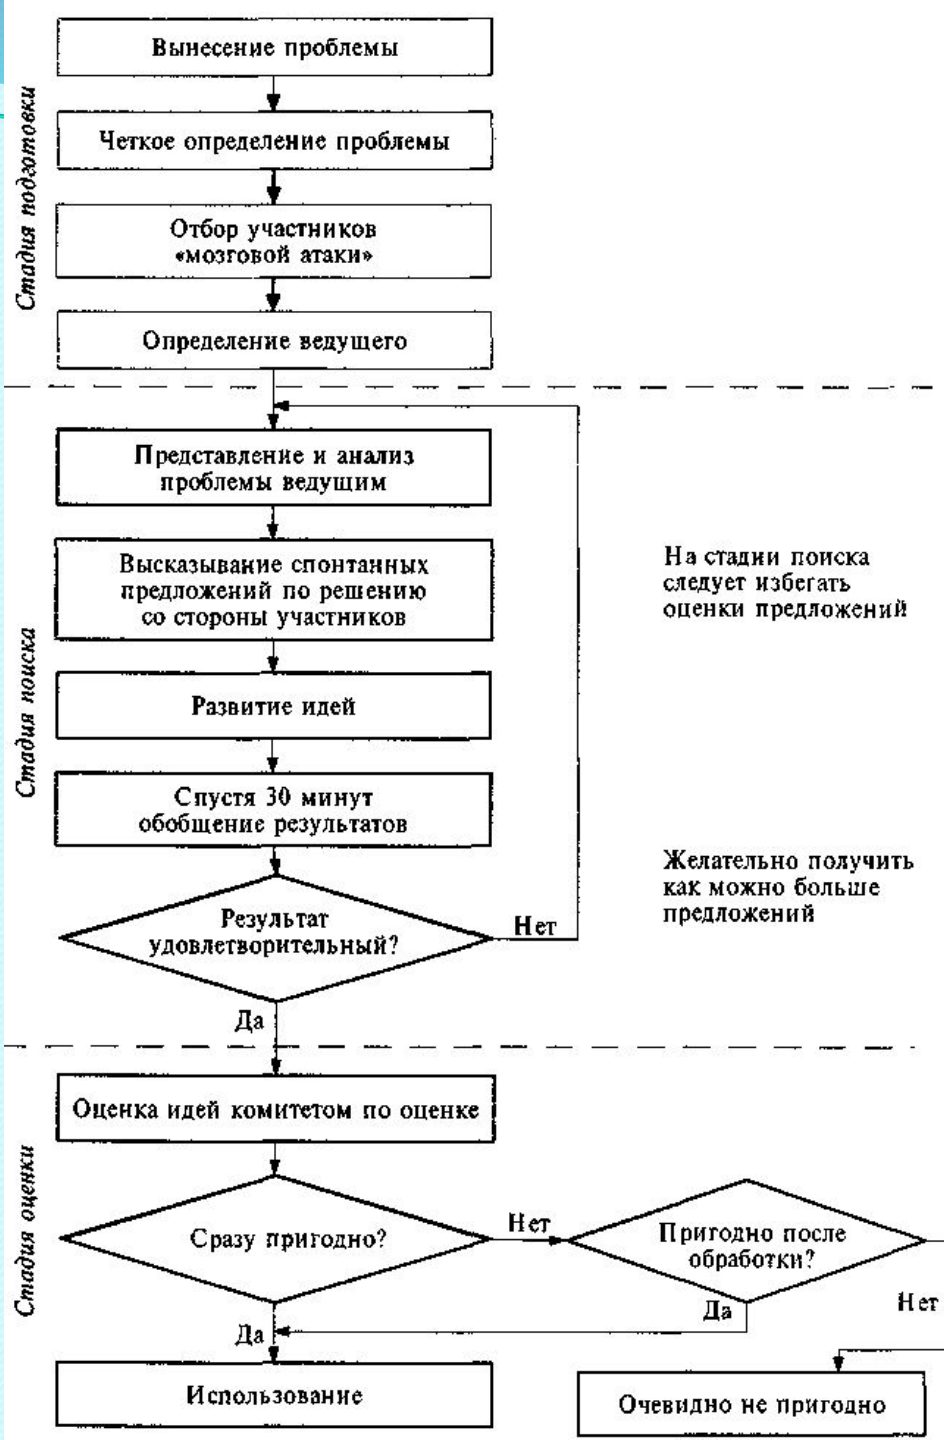 Стадия подготовки
Вынесение проблемы
Четкое определение проблемы
Отбор участников
«мозговой атаки»
Определение ведущего
Стадия поиска
Представление и анализ
проблемы ведущим
Высказывание спонтанных
предложений по решению
со стороны участников
На стадии поиска
следует избегать
оценки предложений
Развитие идей
Спустя 30 минут
обобщение результатов
Желательно получить
как можно больше
предложений
Результат
удовлетворительный?
Нет
Да
Стадия оценки
Оценка идей комитетом по оценке
Сразу пригодно?
Нет
Пригодно после
обработки?
Да
Да
Нет
Использование
Очевидно не пригодно